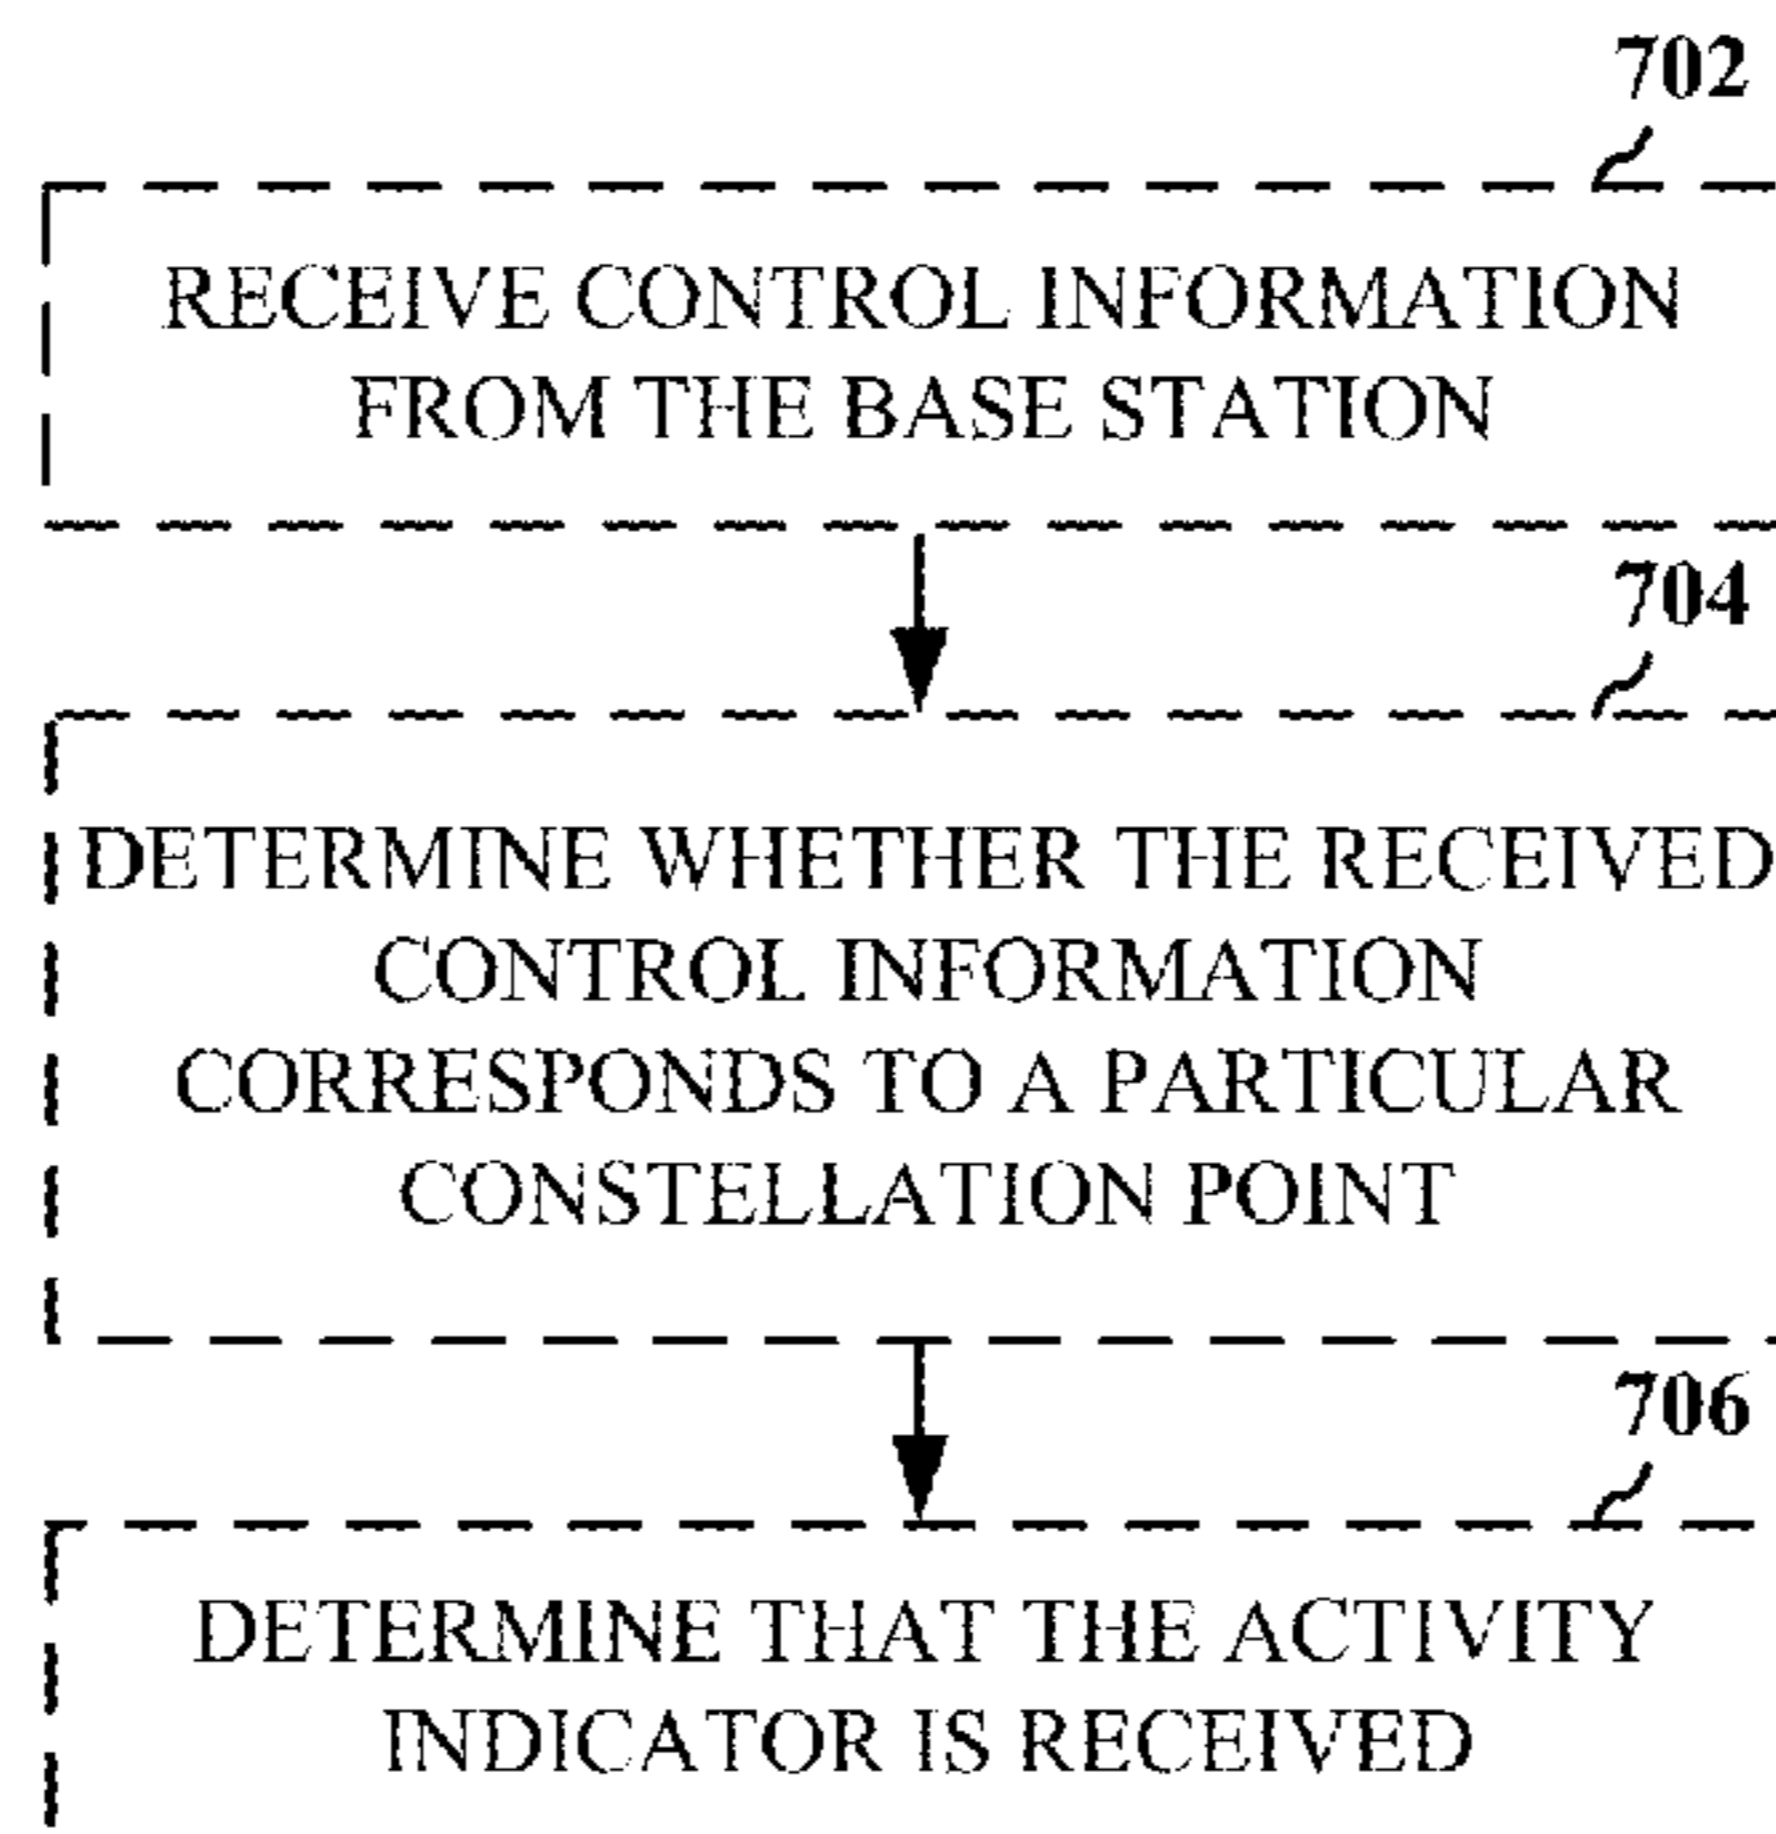 702
RECEIVE CONTROL INFORMATION
FROM THE BASE STATION
704
DETERMINE WHETHER THE RECEIVED
CONTROL INFORMATION
CORRESPONDS TO A PARTICULAR
CONSTELLATION POINT
706
DETERMINE THAT THE ACTIVITY
INDICATOR IS RECEIVED